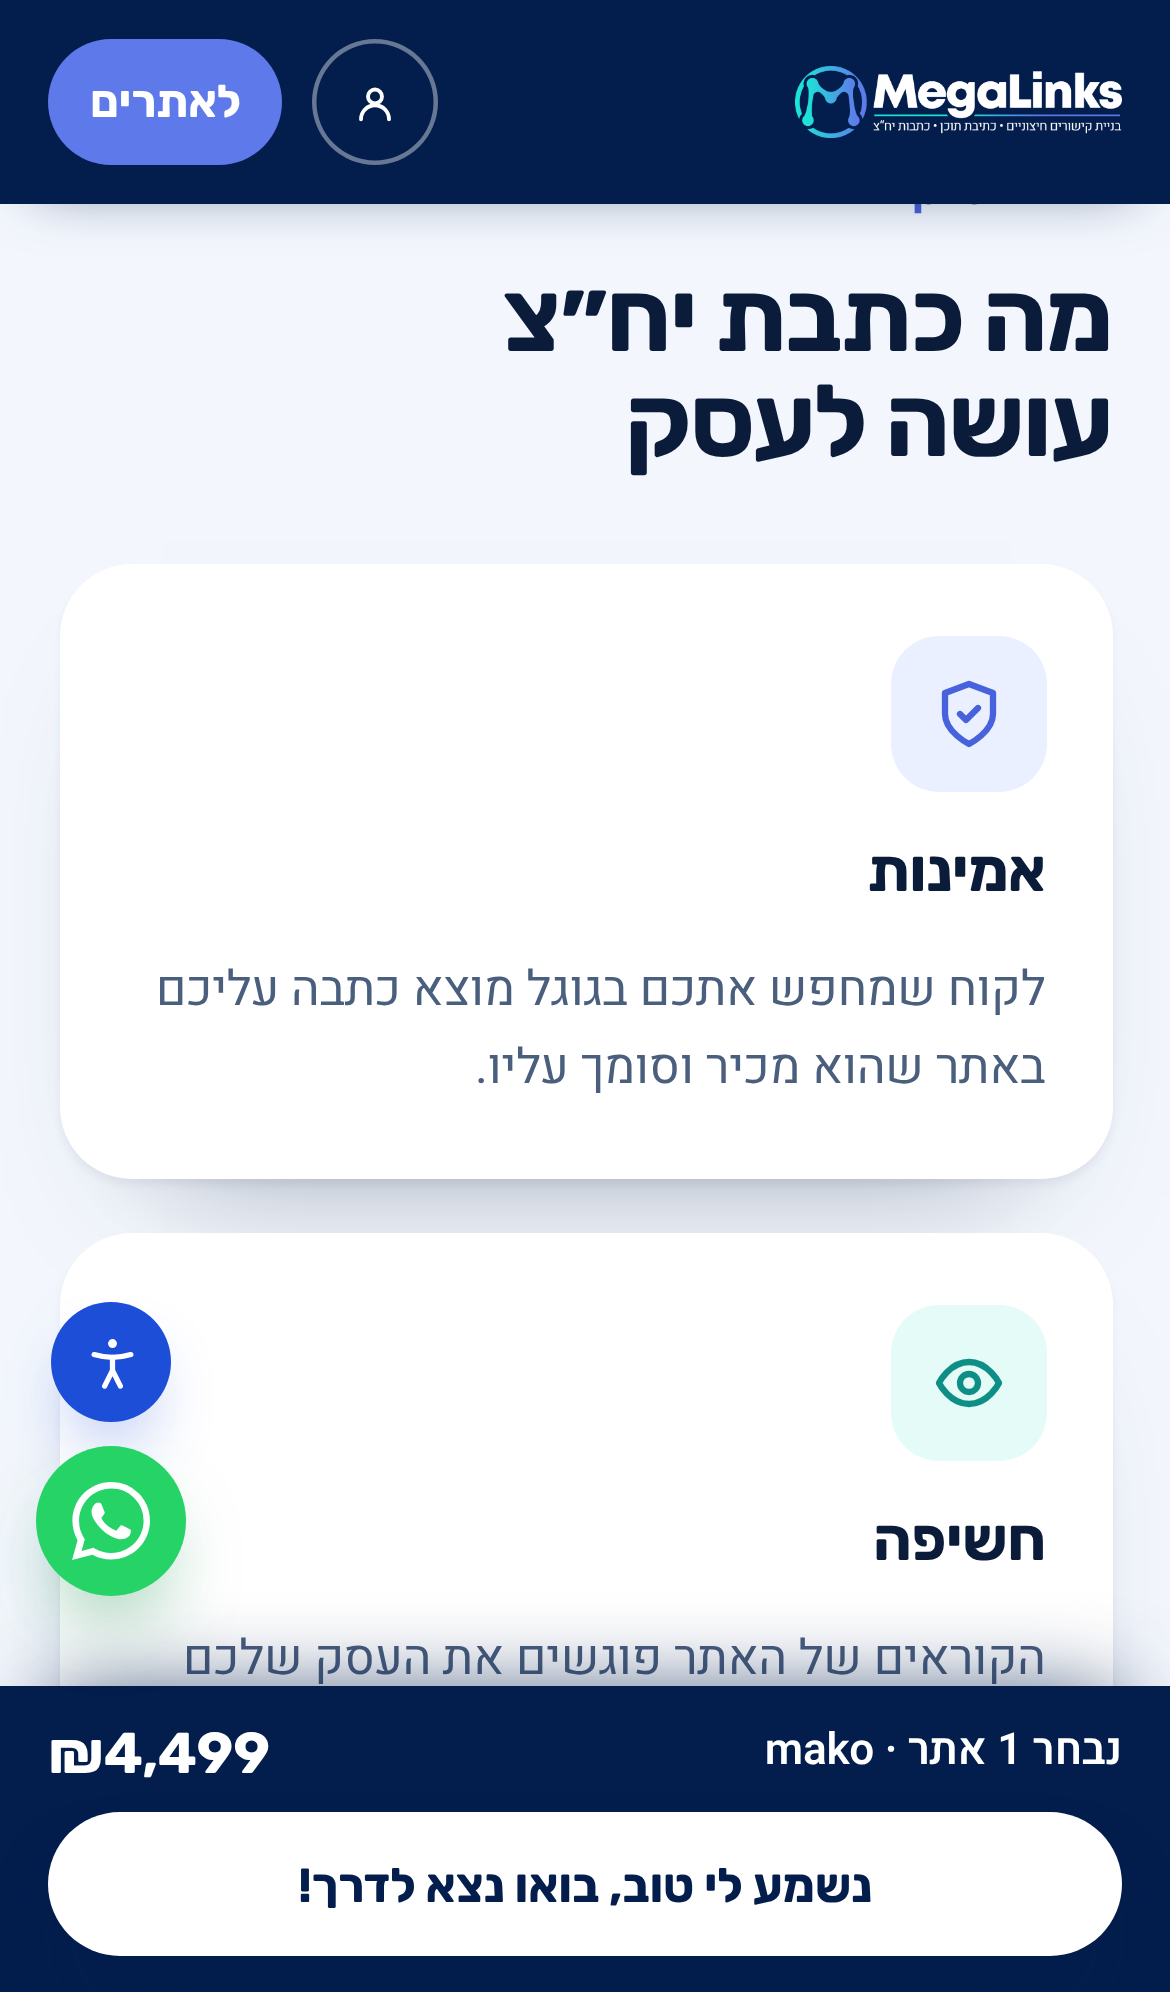 MegaLinks
בניית קישורים חיצוניים • כתיבת תוכן • כתבות יח"צ
לאתרים
מה כתבת יח״צ
עושה לעסק
אמינות
לקוח שמחפש אתכם בגוגל מוצא כתבה עליכם
באתר שהוא מכיר וסומך עליו.
חשיפה
הקוראים של האתר פוגשים את העסק שלכם
נבחר 1 אתר · mako
₪4,499
נשמע לי טוב, בואו נצא לדרך!